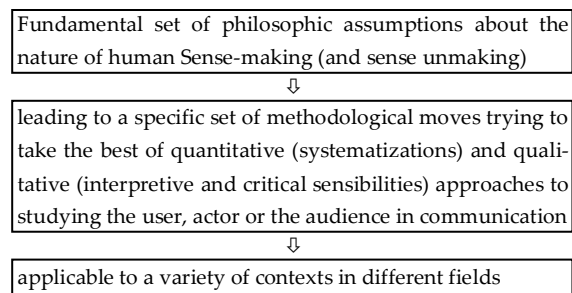 Fundamental set of philosophic assumptions about the
nature of human Sense-making (and sense unmaking)
⇩
leading to a specific set of methodological moves trying to
take the best of quantitative (systematizations) and quali-
tative (interpretive and critical sensibilities) approaches to
studying the user, actor or the audience in communication
⇩
applicable to a variety of contexts in different fields